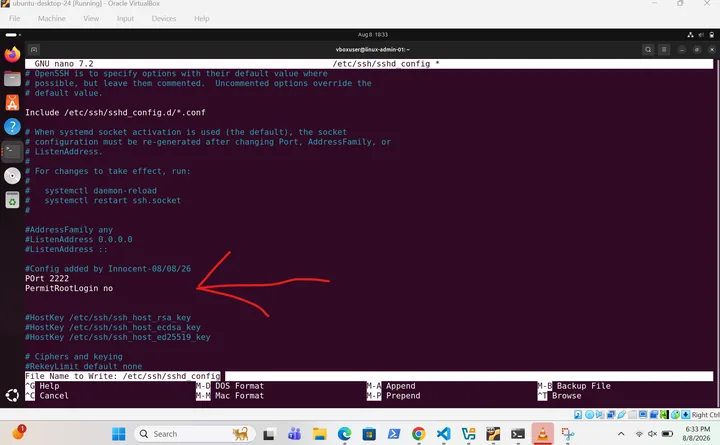 ubuntu-desktop-24 [Running] - Oracle VirtualBox
File Machine View Input Devices Help
Aug 8 18:33
vboxuser@linux-admin-01: ~
GNU nano 7.2 /etc/ssh/sshd_config *
# OpenSSH is to specify options with their default value where
# possible, but leave them commented. Uncommented options override the
# default value.
Include /etc/ssh/sshd_config.d/*.conf
# When systemd socket activation is used (the default), the socket
# configuration must be re-generated after changing Port, AddressFamily, or
# ListenAddress.
#
# For changes to take effect, run:
#
# systemctl daemon-reload
# systemctl restart ssh.socket
#
#AddressFamily any
#ListenAddress 0.0.0.0
#ListenAddress ::
#Config added by Innocent-08/08/26
POrt 2222
PermitRootLogin no
#HostKey /etc/ssh/ssh_host_rsa_key
#HostKey /etc/ssh/ssh_host_ecdsa_key
#HostKey /etc/ssh/ssh_host_ed25519_key
# Ciphers and keying
#RekeyLimit default none
File Name to Write: /etc/ssh/sshd_config
^G Help M-D DOS Format M-A Append M-B Backup File
^C Cancel M-M Mac Format M-P Prepend ^T Browse
Right Ctrl
Search
6:33 PM
8/8/2026